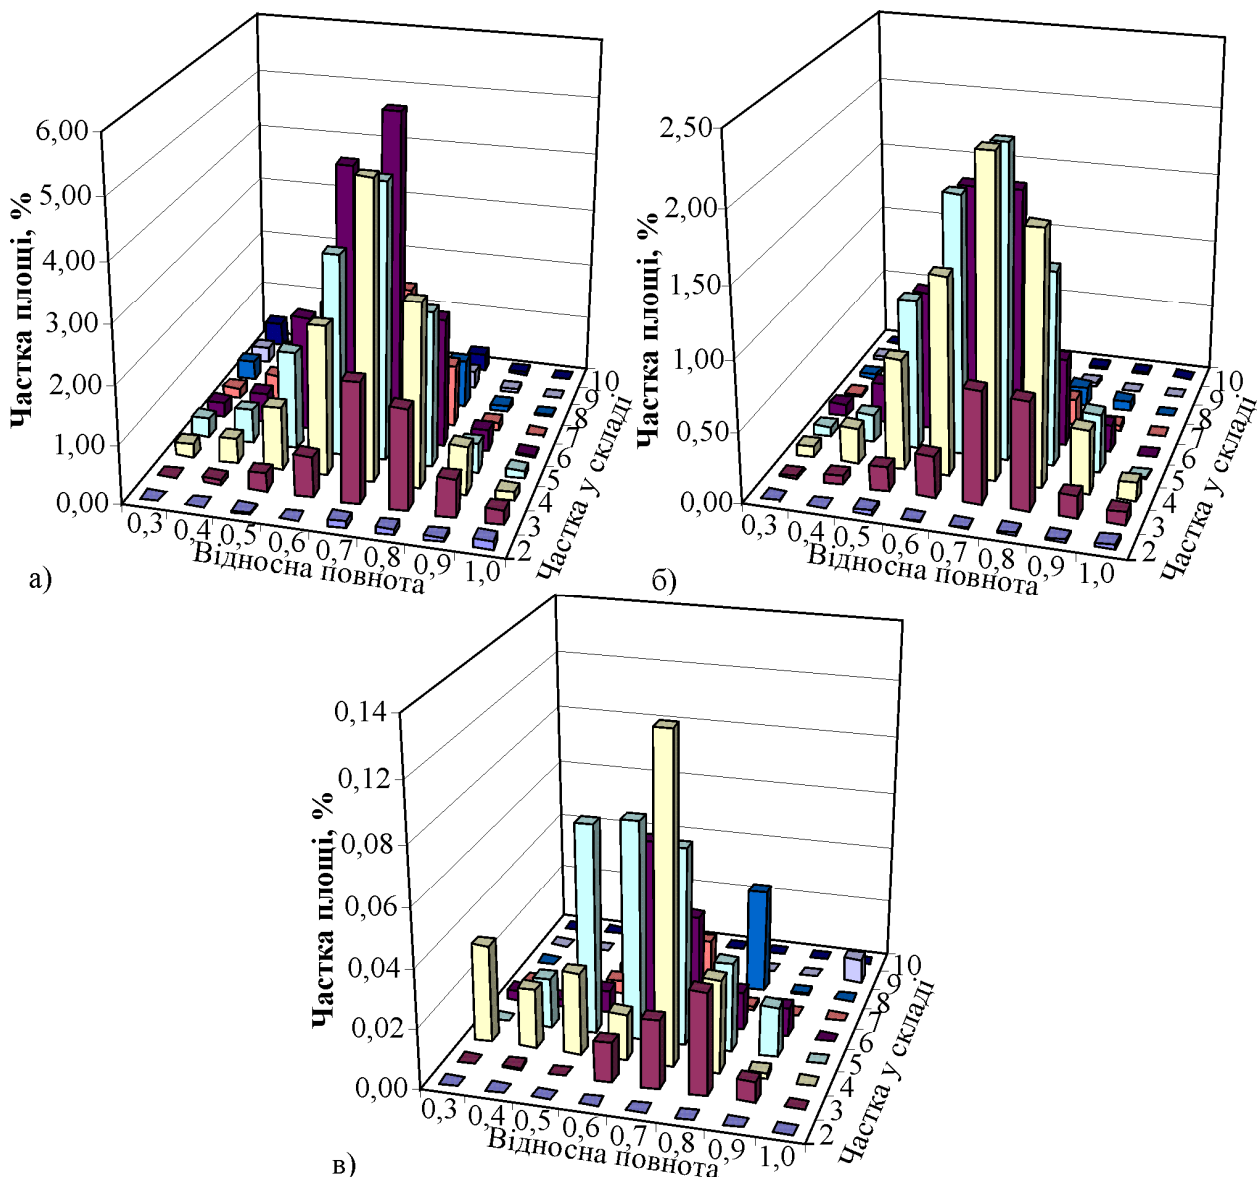 Частка площі, %
6,00
5,00
4,00
3,00
2,00
1,00
0,00
0,3 0,4 0,5 0,6 0,7 0,8 0,9 1,0
Відносна повнота
2 3 4 5 6 7 8 9 10
Частка у складі
а)
Частка площі, %
2,50
2,00
1,50
1,00
0,50
0,00
0,3 0,4 0,5 0,6 0,7 0,8 0,9 1,0
Відносна повнота
2 3 4 5 6 7 8 9 10
Частка у складі
б)
Частка площі, %
0,14
0,12
0,08
0,06
0,04
0,02
0,00
0,3 0,4 0,5 0,6 0,7 0,8 0,9 1,0
Відносна повнота
2 3 4 5 6 7 8 9 10
Частка у складі
в)